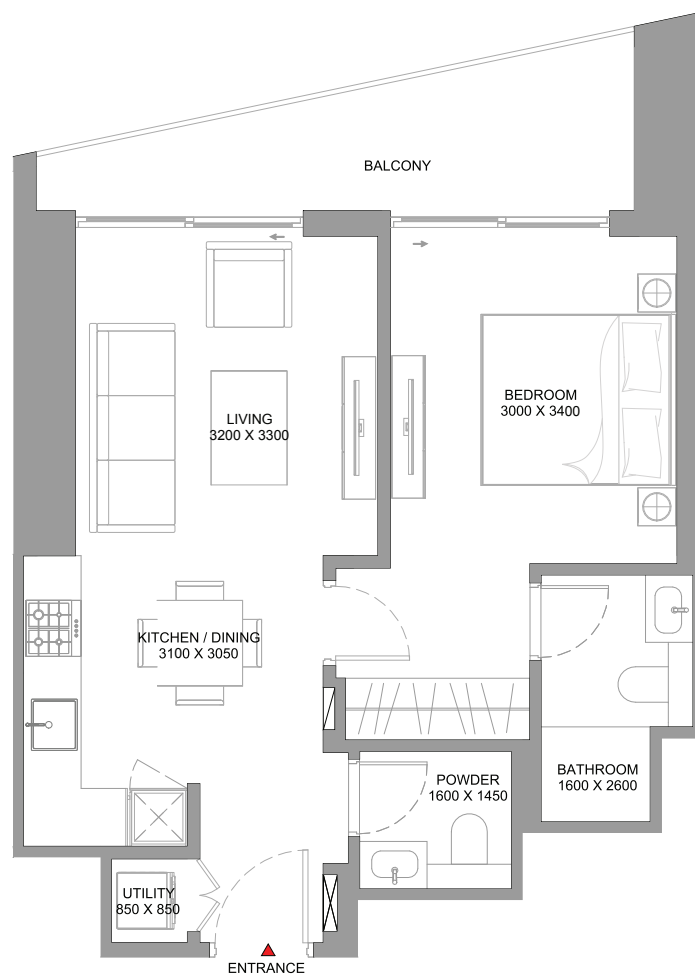 BALCONY
LIVING
3200 X 3300
BEDROOM
3000 X 3400
KITCHEN / DINING
3100 X 3050
POWDER
1600 X 1450
BATHROOM
1600 X 2600
UTILITY
850 X 850
ENTRANCE